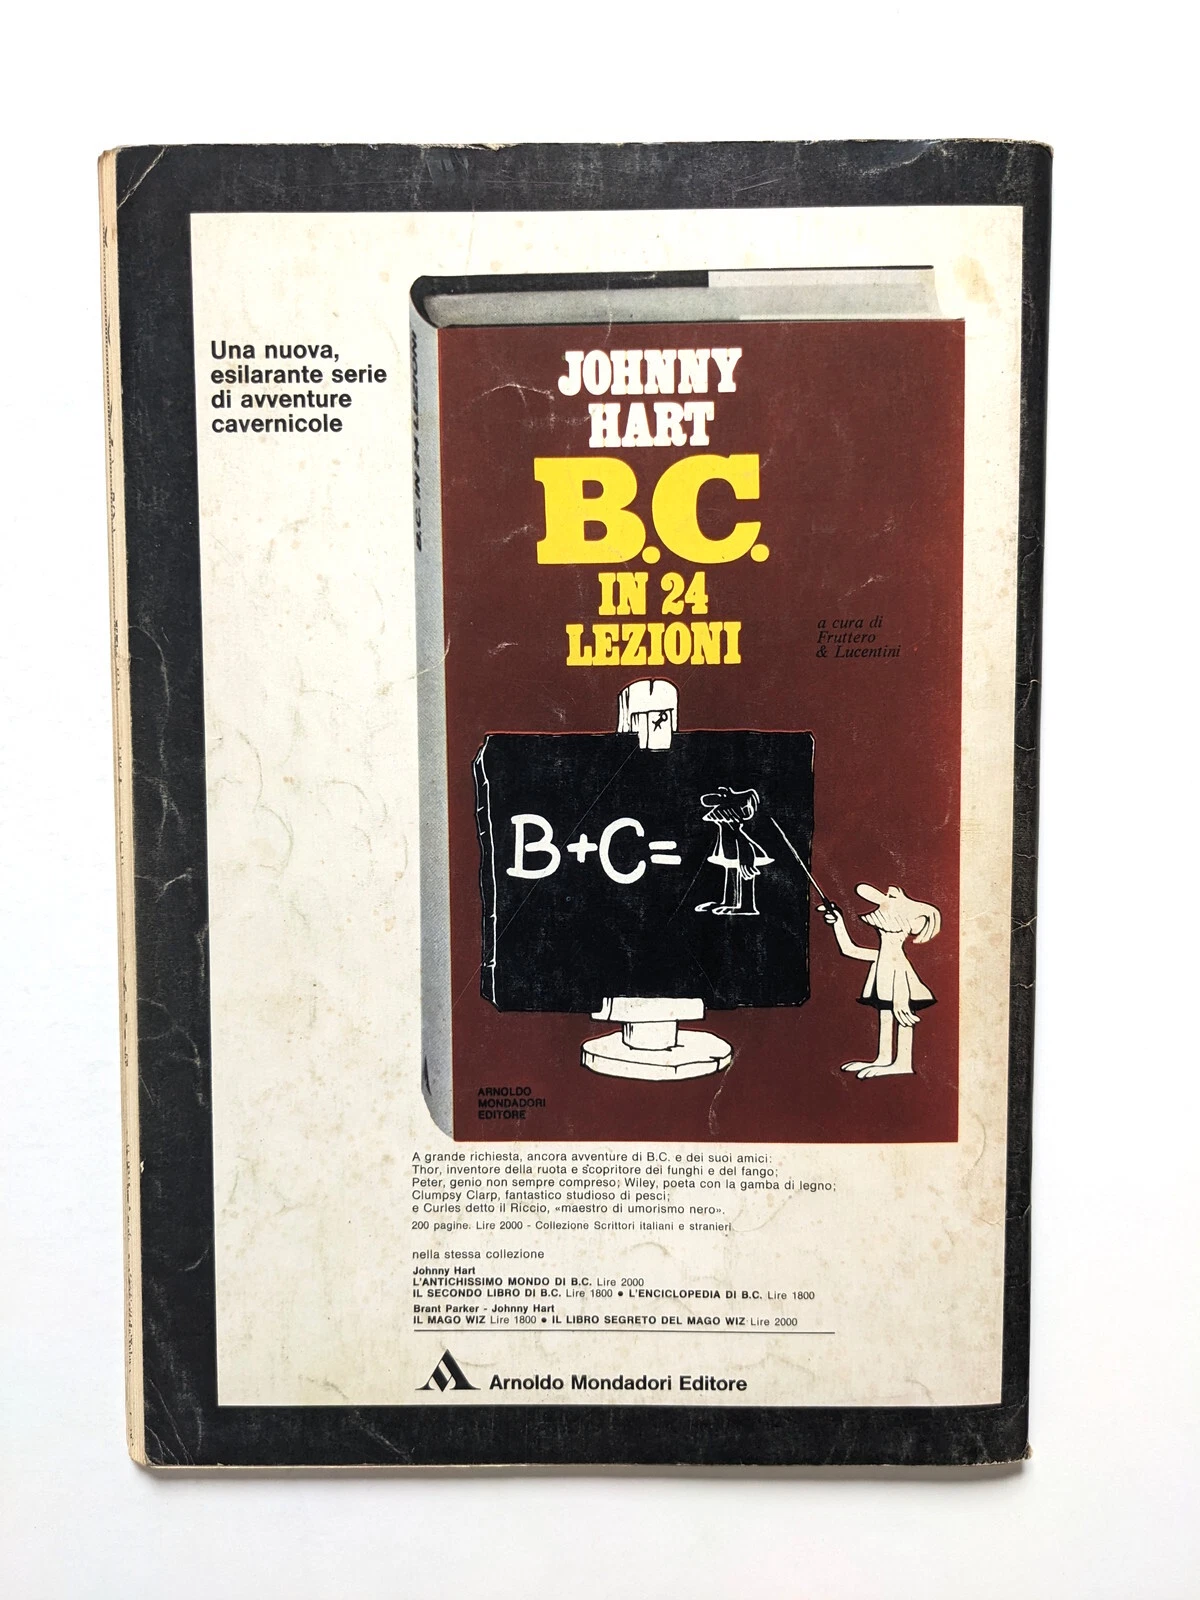 Una nuova,
esilarante serie
di avventure
cavernicole
B.C. IN 24 LEZIONI
JOHNNY
HART
B.C.
IN 24
LEZIONI
a cura di
Fruttero
& Lucentini
B+C=
ARNOLDO
MONDADORI
EDITORE
A grande richiesta, ancora avventure di B.C. e dei suoi amici:
Thor, inventore della ruota e scopritore dei funghi e del fango;
Peter, genio non sempre compreso; Wiley, poeta con la gamba di legno;
Clumpsy Clarp, fantastico studioso di pesci;
e Curles detto il Riccio, «maestro di umorismo nero».
200 pagine. Lire 2000 - Collezione Scrittori italiani e stranieri
nella stessa collezione
Johnny Hart
L'ANTICHISSIMO MONDO DI B.C. Lire 2000
IL SECONDO LIBRO DI B.C. Lire 1800 • L'ENCICLOPEDIA DI B.C. Lire 1800
Brant Parker - Johnny Hart
IL MAGO WIZ Lire 1800 • IL LIBRO SEGRETO DEL MAGO WIZ Lire 2000
Arnoldo Mondadori Editore